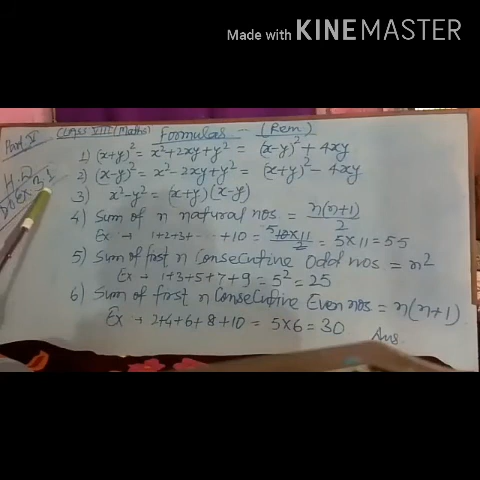 Made with KINEMASTER
Part V CLASS VIII (Maths) Formulas - (Rem.)
1) (x+y)² = x²+2xy+y² = (x-y)²+4xy
2) (x-y)² = x²-2xy+y² = (x+y)²-4xy
3) x²-y² = (x+y)(x-y)
4) Sum of n natural nos = n(n+1)/2
Ex → 1+2+3+ ... +10 = 10×11/2 = 5×11 = 55
5) Sum of first n Consecutive Odd nos = n²
Ex → 1+3+5+7+9 = 5² = 25
6) Sum of first n Consecutive Even nos = n(n+1).
Ex → 2+4+6+8+10 = 5×6 = 30
Ans